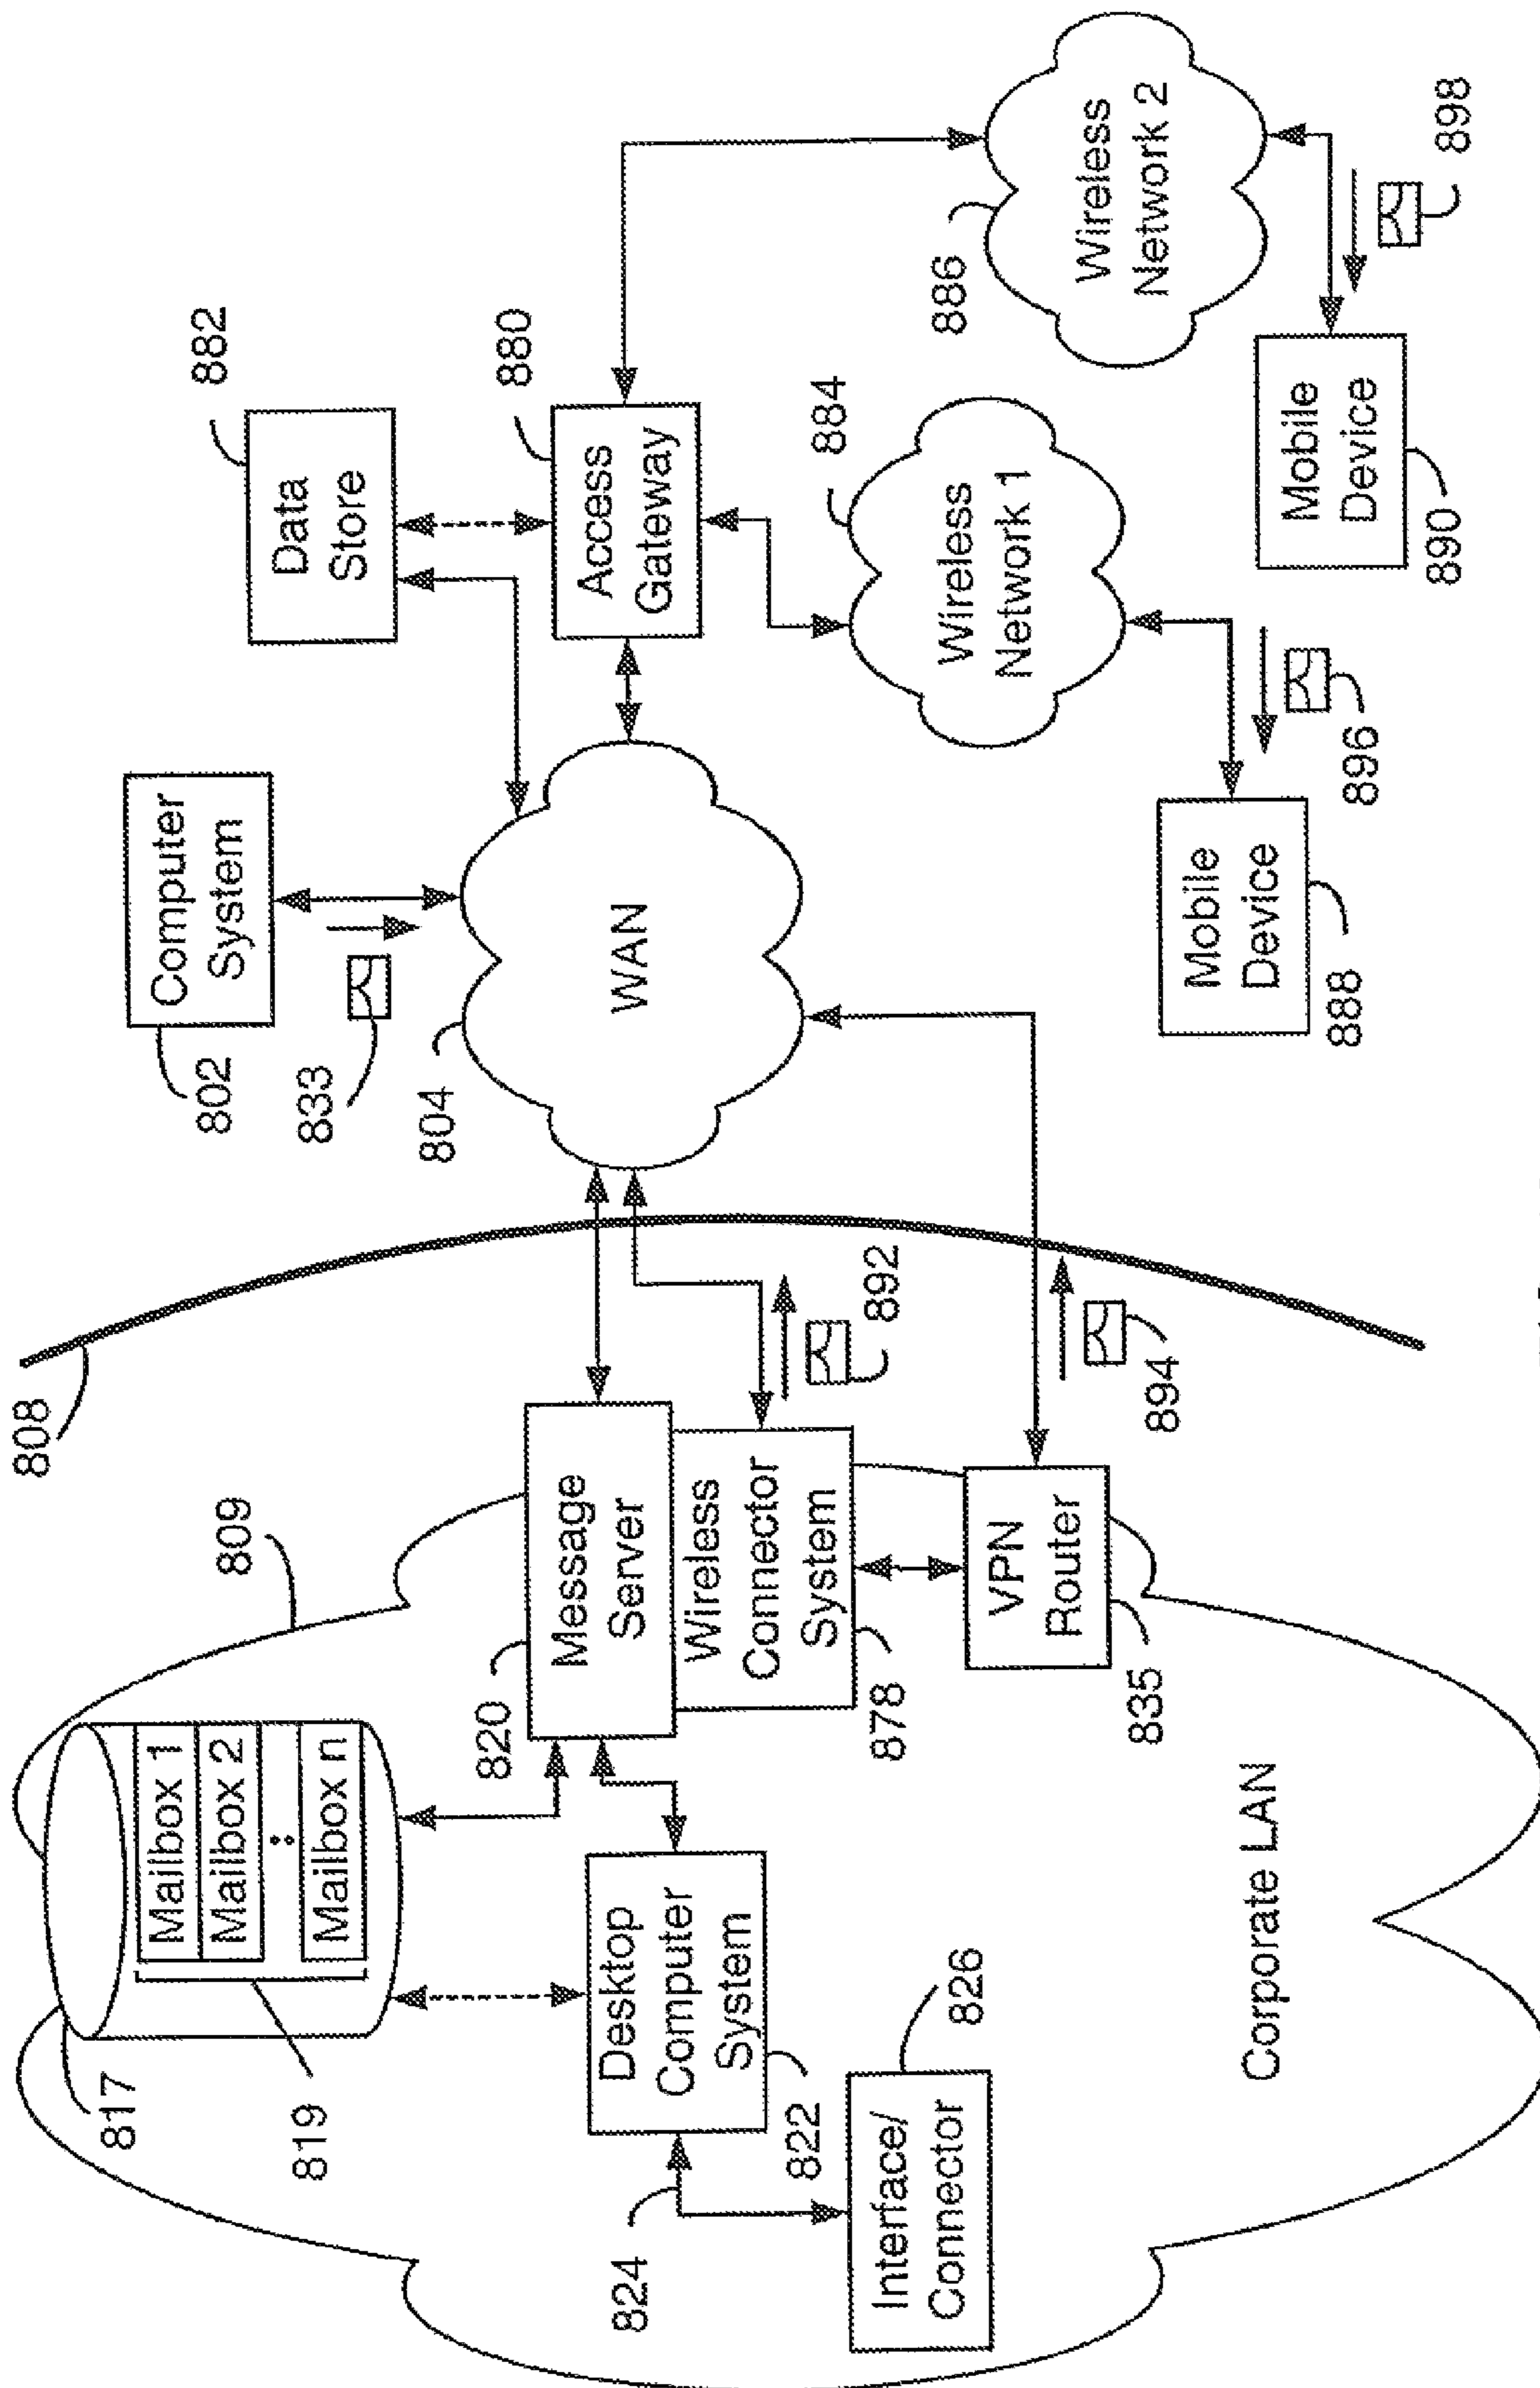 808
809
817
Mailbox 1
Mailbox 2
:
Mailbox n
819
820
Message
Server
Wireless
Connector
System
878
892
VPN
Router
835
894
Desktop
Computer
System
822
824
Interface/
Connector
826
Corporate LAN
Computer
System
802
833
804
WAN
Data
Store
882
Access
Gateway
880
Wireless
Network 1
884
Wireless
Network 2
886
Mobile
Device
888
896
Mobile
Device
890
898